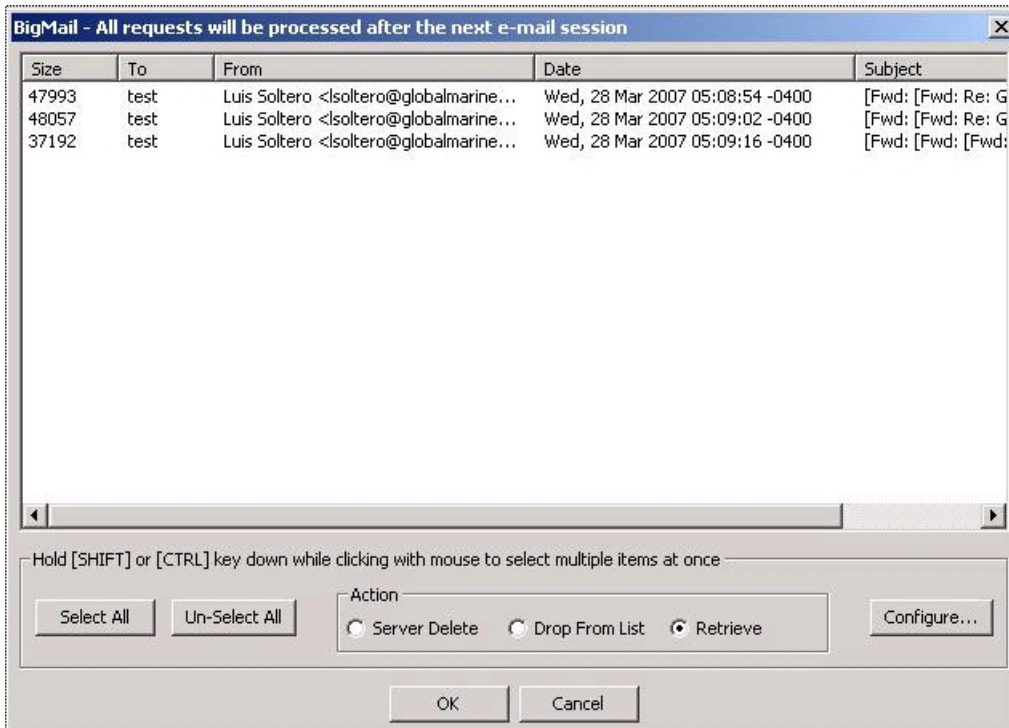 BigMail - All requests will be processed after the next e-mail session
Size To From Date Subject
47993 test Luis Soltero <lsoltero@globalmarine... Wed, 28 Mar 2007 05:08:54 -0400 [Fwd: [Fwd: Re: G
48057 test Luis Soltero <lsoltero@globalmarine... Wed, 28 Mar 2007 05:09:02 -0400 [Fwd: [Fwd: Re: G
37192 test Luis Soltero <lsoltero@globalmarine... Wed, 28 Mar 2007 05:09:16 -0400 [Fwd: [Fwd: [Fwd:
Hold [SHIFT] or [CTRL] key down while clicking with mouse to select multiple items at once
Action
Select All Un-Select All Server Delete Drop From List Retrieve Configure...
OK Cancel